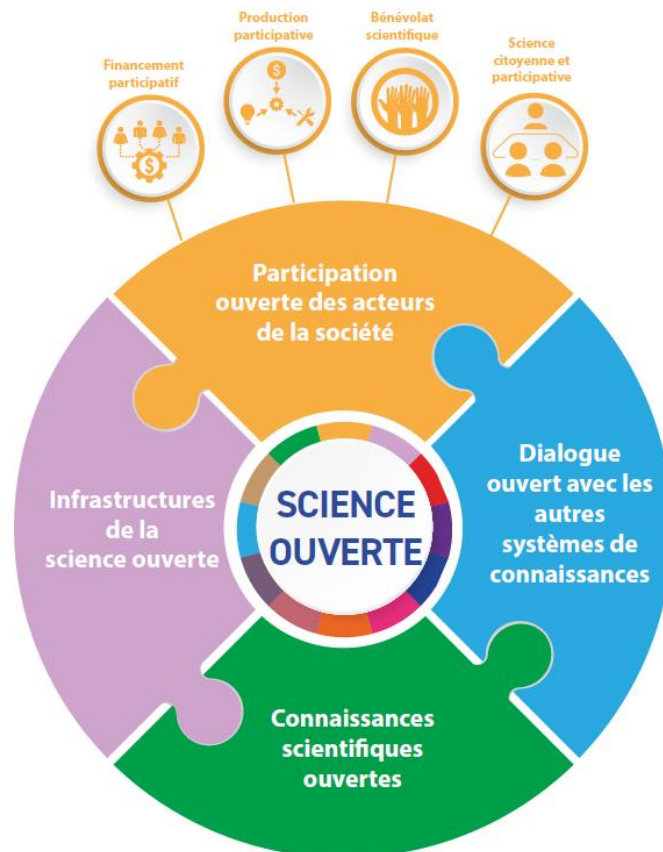 Production
participative
Bénévolat
scientifique
Science
citoyenne et
participative
Financement
participatif
$
$
Participation
ouverte des acteurs
de la société
Dialogue
ouvert avec les
autres
systèmes de
connaissances
Infrastructures
de la
science ouverte
SCIENCE
OUVERTE
Connaissances
scientifiques
ouvertes